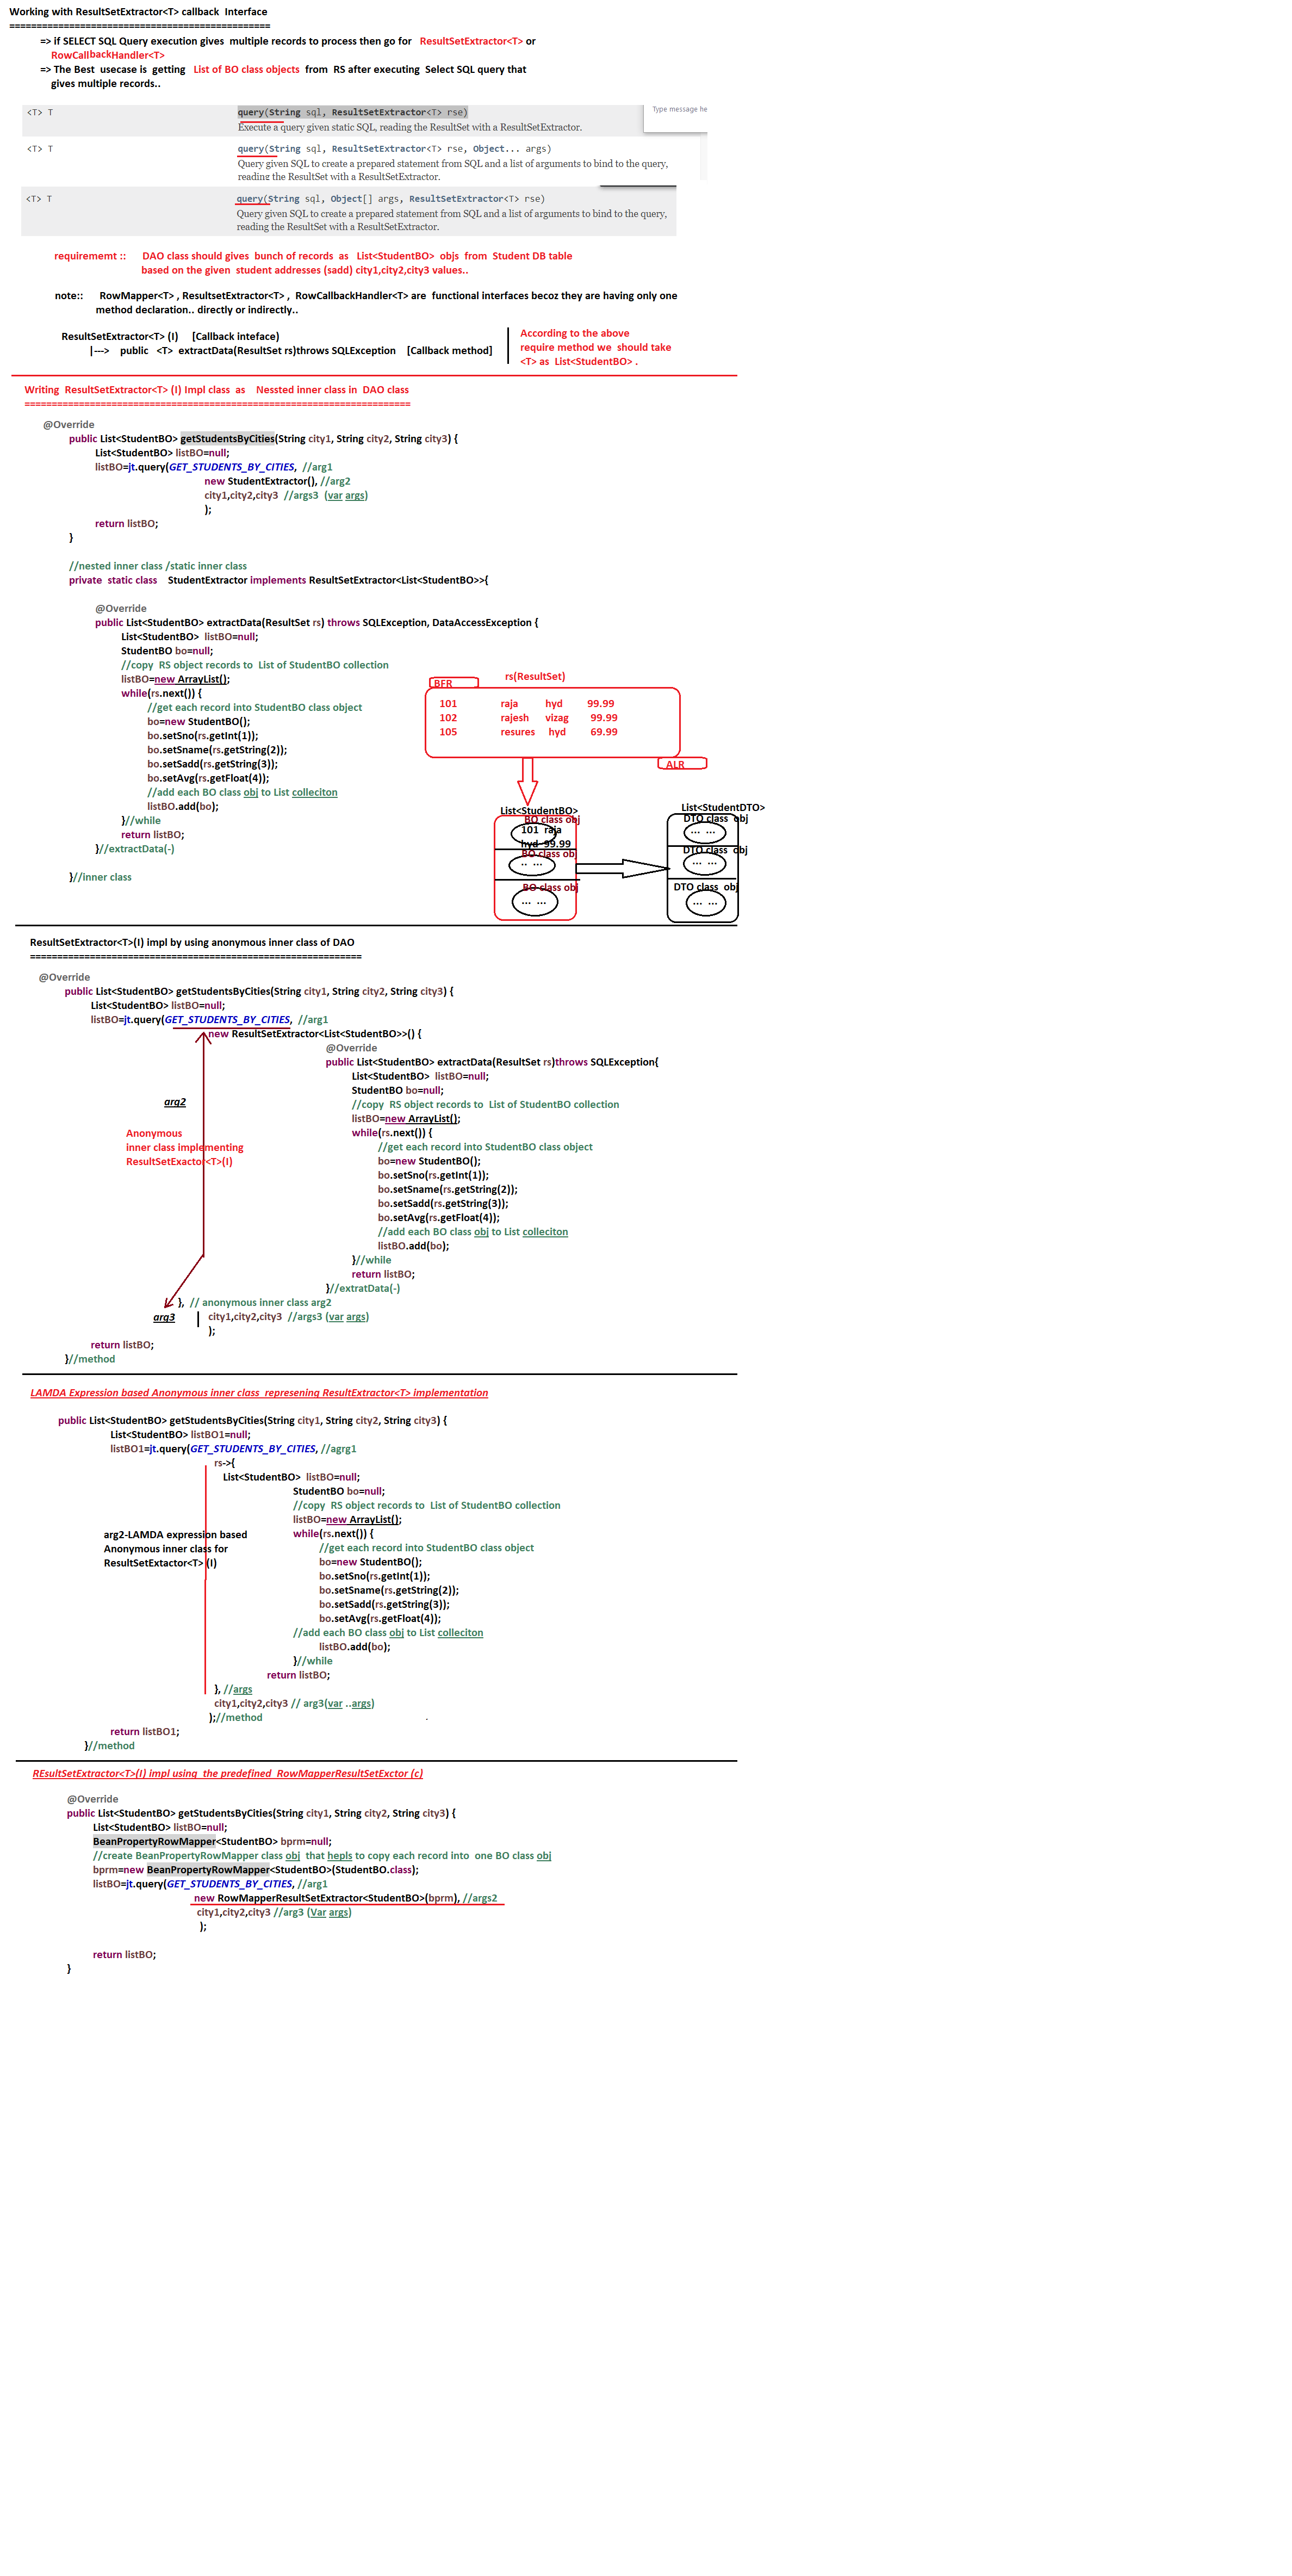 Working with ResultSetExtractor<T> callback  Interface
================================================
=> if SELECT SQL Query execution gives  multiple records to process then go for   ResultSetExtractor<T> or
RowCallbackHandler<T>
=> The Best  usecase is  getting   List of BO class objects  from  RS after executing  Select SQL query that
gives multiple records..
Type message he
<T> T query(String sql, ResultSetExtractor<T> rse)
Execute a query given static SQL, reading the ResultSet with a ResultSetExtractor.
<T> T query(String sql, ResultSetExtractor<T> rse, Object... args)
Query given SQL to create a prepared statement from SQL and a list of arguments to bind to the query,
reading the ResultSet with a ResultSetExtractor.
<T> T query(String sql, Object[] args, ResultSetExtractor<T> rse)
Query given SQL to create a prepared statement from SQL and a list of arguments to bind to the query,
reading the ResultSet with a ResultSetExtractor.
requirememt ::     DAO class should gives  bunch of records  as   List<StudentBO>  objs  from  Student DB table
based on the given  student addresses (sadd) city1,city2,city3 values..
note::     RowMapper<T> , ResultsetExtractor<T> ,  RowCallbackHandler<T> are  functional interfaces becoz they are having only one
method declaration.. directly or indirectly..
ResultSetExtractor<T> (I)     [Callback inteface)
|--->    public   <T>  extractData(ResultSet rs)throws SQLException    [Callback method]
According to the above
require method we  should take
<T> as  List<StudentBO> .
Writing  ResultSetExtractor<T> (I) Impl class  as    Nessted inner class in  DAO class
=======================================================================
@Override
public List<StudentBO> getStudentsByCities(String city1, String city2, String city3) {
List<StudentBO> listBO=null;
listBO=jt.query(GET_STUDENTS_BY_CITIES,  //arg1
new StudentExtractor(), //arg2
city1,city2,city3  //args3  (var args)
);
return listBO;
}
//nested inner class /static inner class
private  static class    StudentExtractor implements ResultSetExtractor<List<StudentBO>>{
@Override
public List<StudentBO> extractData(ResultSet rs) throws SQLException, DataAccessException {
List<StudentBO>  listBO=null;
StudentBO bo=null;
//copy  RS object records to  List of StudentBO collection
listBO=new ArrayList();
while(rs.next()) {
//get each record into StudentBO class object
bo=new StudentBO();
bo.setSno(rs.getInt(1));
bo.setSname(rs.getString(2));
bo.setSadd(rs.getString(3));
bo.setAvg(rs.getFloat(4));
//add each BO class obj to List colleciton
listBO.add(bo);
}//while
return listBO;
}//extractData(-)
}//inner class
rs(ResultSet)
BFR
101 raja hyd 99.99
102 rajesh vizag 99.99
105 resures hyd 69.99
ALR
List<StudentBO>
BO class obj
101  raja
hyd  99.99
BO class obj
..  ...
BO class obj
...  ...
List<StudentDTO>
DTO class  obj
...  ...
DTO class  obj
...  ...
DTO class  obj
...  ...
ResultSetExtractor<T>(I) impl by using anonymous inner class of DAO
=============================================================
@Override
public List<StudentBO> getStudentsByCities(String city1, String city2, String city3) {
List<StudentBO> listBO=null;
listBO=jt.query(GET_STUDENTS_BY_CITIES,  //arg1
new ResultSetExtractor<List<StudentBO>>() {
@Override
public List<StudentBO> extractData(ResultSet rs)throws SQLException{
List<StudentBO>  listBO=null;
StudentBO bo=null;
//copy  RS object records to  List of StudentBO collection
listBO=new ArrayList();
while(rs.next()) {
//get each record into StudentBO class object
bo=new StudentBO();
bo.setSno(rs.getInt(1));
bo.setSname(rs.getString(2));
bo.setSadd(rs.getString(3));
bo.setAvg(rs.getFloat(4));
//add each BO class obj to List colleciton
listBO.add(bo);
}//while
return listBO;
}//extratData(-)
arg2
Anonymous
inner class implementing
ResultSetExactor<T>(I)
},  // anonymous inner class arg2
arg3
city1,city2,city3  //args3 (var args)
);
return listBO;
}//method
LAMDA Expression based Anonymous inner class  represening ResultExtractor<T> implementation
public List<StudentBO> getStudentsByCities(String city1, String city2, String city3) {
List<StudentBO> listBO1=null;
listBO1=jt.query(GET_STUDENTS_BY_CITIES, //agrg1
rs->{
List<StudentBO>  listBO=null;
StudentBO bo=null;
//copy  RS object records to  List of StudentBO collection
listBO=new ArrayList();
while(rs.next()) {
//get each record into StudentBO class object
bo=new StudentBO();
bo.setSno(rs.getInt(1));
bo.setSname(rs.getString(2));
bo.setSadd(rs.getString(3));
bo.setAvg(rs.getFloat(4));
//add each BO class obj to List colleciton
listBO.add(bo);
}//while
return listBO;
arg2-LAMDA expression based
Anonymous inner class for
ResultSetExtactor<T> (I)
}, //args
city1,city2,city3 // arg3(var ..args)
);//method
return listBO1;
}//method
REsultSetExtractor<T>(I) impl using  the predefined  RowMapperResultSetExctor (c)
@Override
public List<StudentBO> getStudentsByCities(String city1, String city2, String city3) {
List<StudentBO> listBO=null;
BeanPropertyRowMapper<StudentBO> bprm=null;
//create BeanPropertyRowMapper class obj  that hepls to copy each record into  one BO class obj
bprm=new BeanPropertyRowMapper<StudentBO>(StudentBO.class);
listBO=jt.query(GET_STUDENTS_BY_CITIES, //arg1
new RowMapperResultSetExtractor<StudentBO>(bprm), //args2
city1,city2,city3 //arg3 (Var args)
);
return listBO;
}